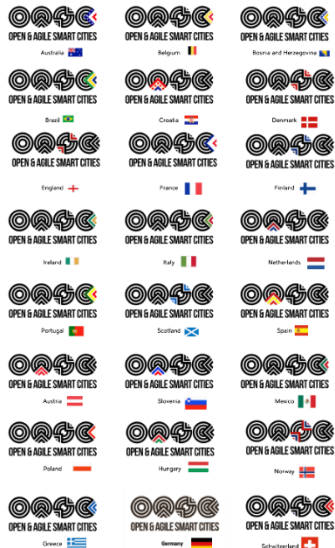 OPEN & AGILE SMART CITIES OPEN & AGILE SMART CITIES OPEN & AGILE SMART CITIES
Australia Belgium Bosnia and Herzegovine
OPEN & AGILE SMART CITIES OPEN & AGILE SMART CITIES OPEN & AGILE SMART CITIES
Brazil Croatia Denmark
OPEN & AGILE SMART CITIES OPEN & AGILE SMART CITIES OPEN & AGILE SMART CITIES
England France Finland
OPEN & AGILE SMART CITIES OPEN & AGILE SMART CITIES OPEN & AGILE SMART CITIES
Ireland Italy Netherlands
OPEN & AGILE SMART CITIES OPEN & AGILE SMART CITIES OPEN & AGILE SMART CITIES
Portugal Scotland Spain
OPEN & AGILE SMART CITIES OPEN & AGILE SMART CITIES OPEN & AGILE SMART CITIES
Austria Slovenia Mexico
OPEN & AGILE SMART CITIES OPEN & AGILE SMART CITIES OPEN & AGILE SMART CITIES
Poland Hungary Norway
OPEN & AGILE SMART CITIES OPEN & AGILE SMART CITIES OPEN & AGILE SMART CITIES
Greece Germany Schwitzerland